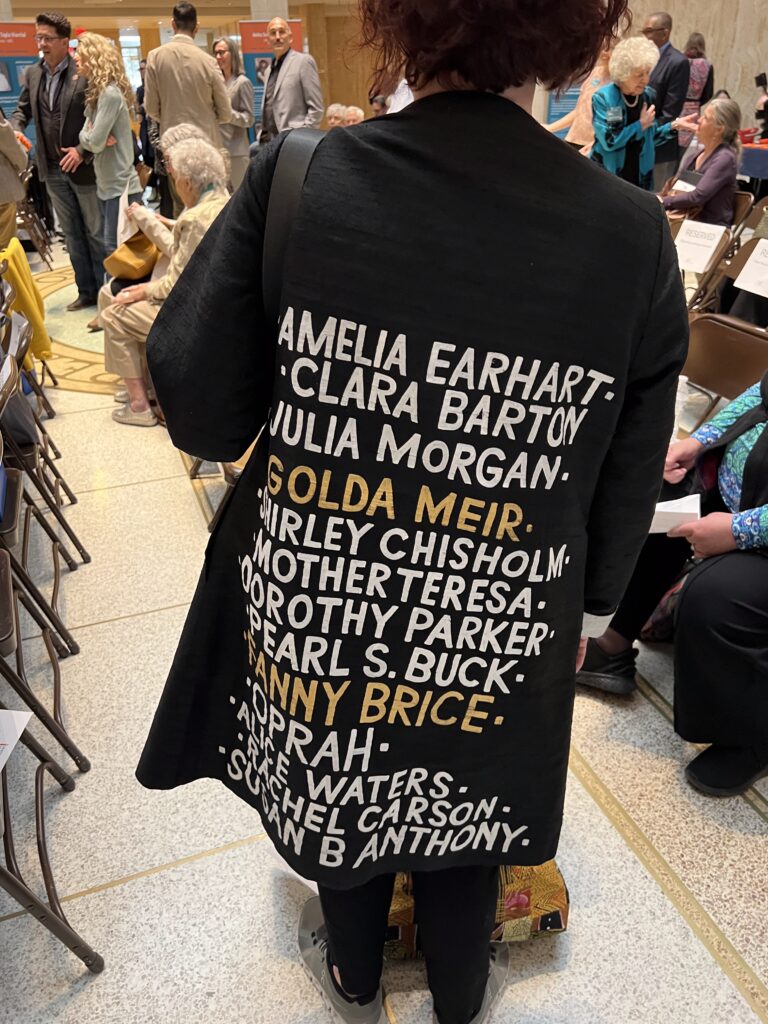 ·AMELIA EARHART·
·CLARA BARTON
JULIA MORGAN·
·GOLDA MEIR·
SHIRLEY CHISHOLM·
·MOTHER TERESA·
DOROTHY PARKER·
·PEARL S. BUCK·
FANNY BRICE·
·OPRAH·
ALICE WATERS·
RACHEL CARSON·
·SUSAN B ANTHONY·
RESERVED